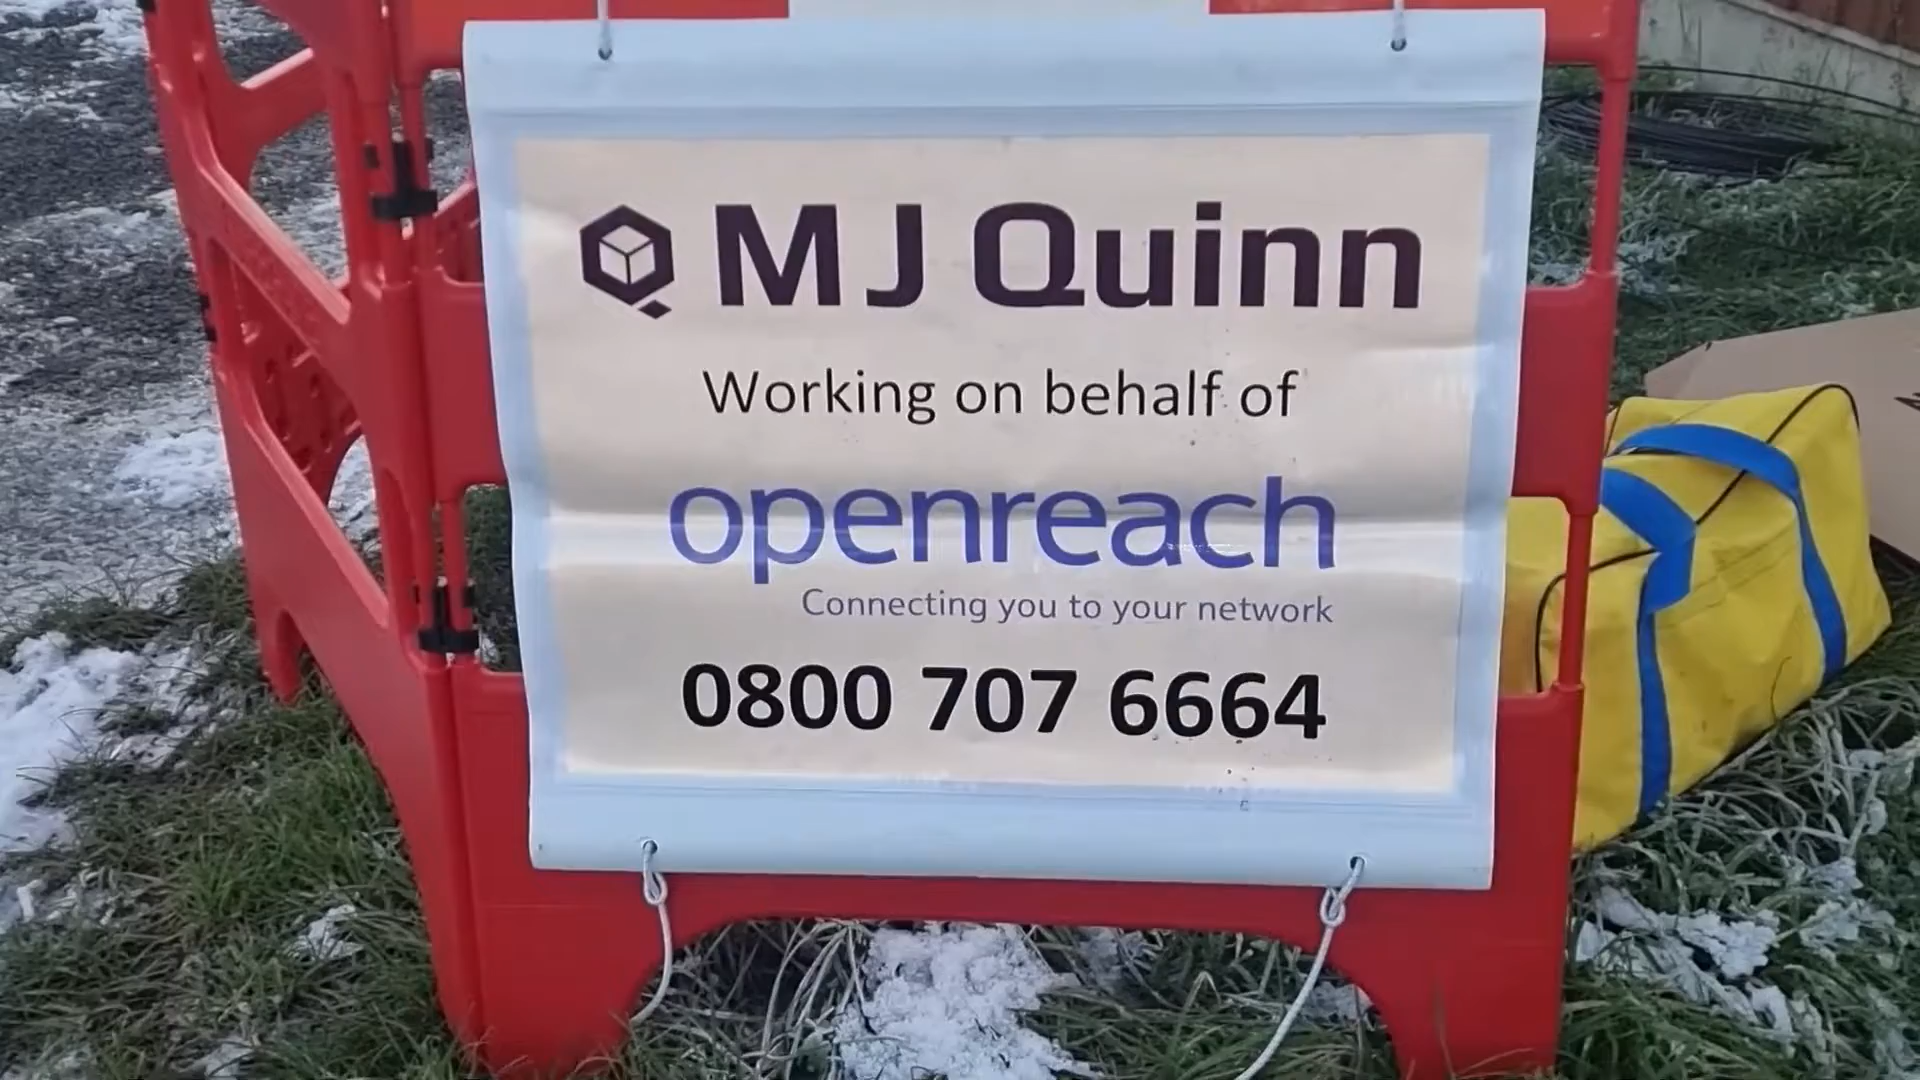 MJ Quinn
Working on behalf of
openreach
Connecting you to your network
0800 707 6664